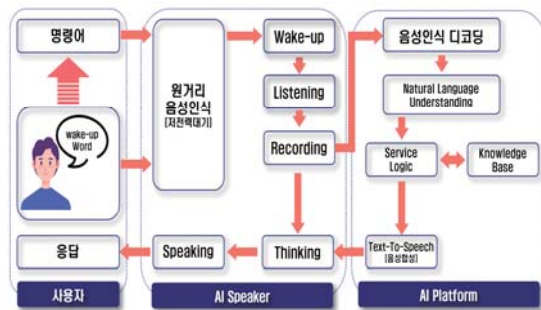 명령어
wake-up
Word
응답
사용자
원거리
음성인식
[저전력대기]
Wake-up
Listening
Recording
Thinking
Speaking
AI Speaker
음성인식 디코딩
Natural Language
Understanding
Service
Logic
Knowledge
Base
Text-To-Speech
[음성합성]
AI Platform